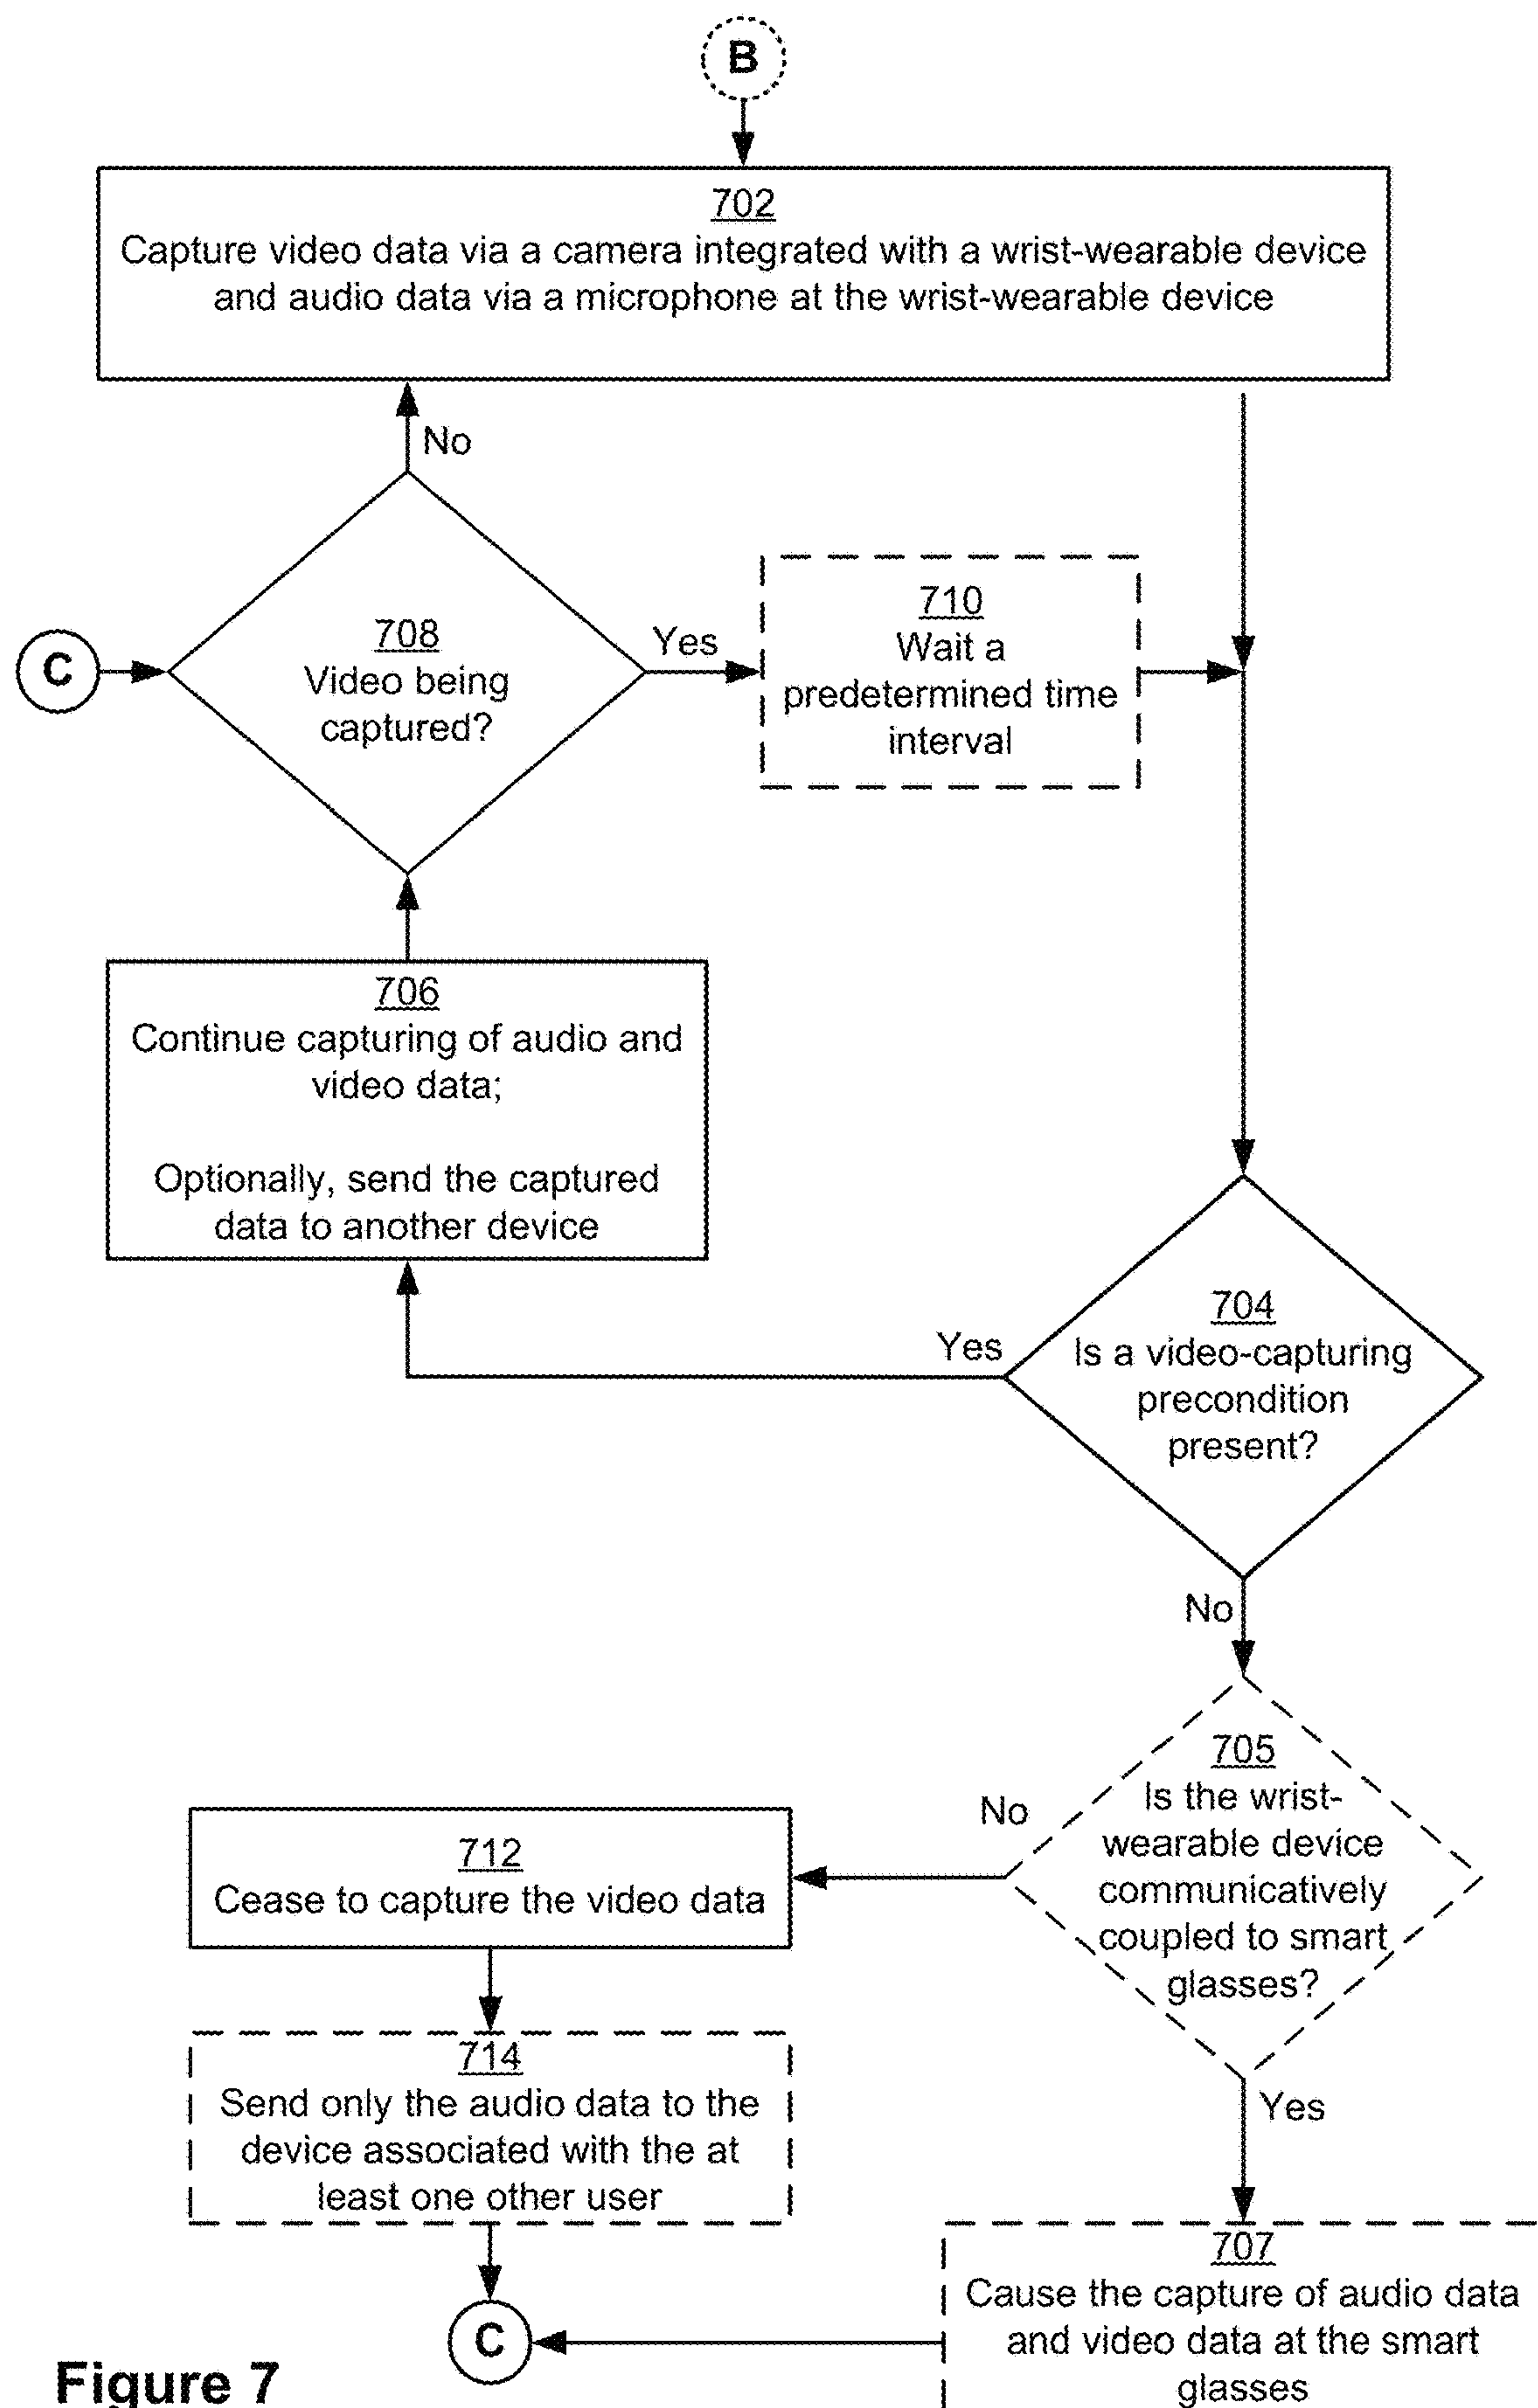 B
702
Capture video data via a camera integrated with a wrist-wearable device
and audio data via a microphone at the wrist-wearable device
No
C
708
Video being
captured?
Yes
710
Wait a
predetermined time
interval
706
Continue capturing of audio and
video data;
Optionally, send the captured
data to another device
Yes
704
Is a video-capturing
precondition
present?
No
705
Is the wrist-
wearable device
communicatively
coupled to smart
glasses?
No
712
Cease to capture the video data
714
Send only the audio data to the
device associated with the at
least one other user
Yes
707
Cause the capture of audio data
and video data at the smart
glasses
C
Figure 7